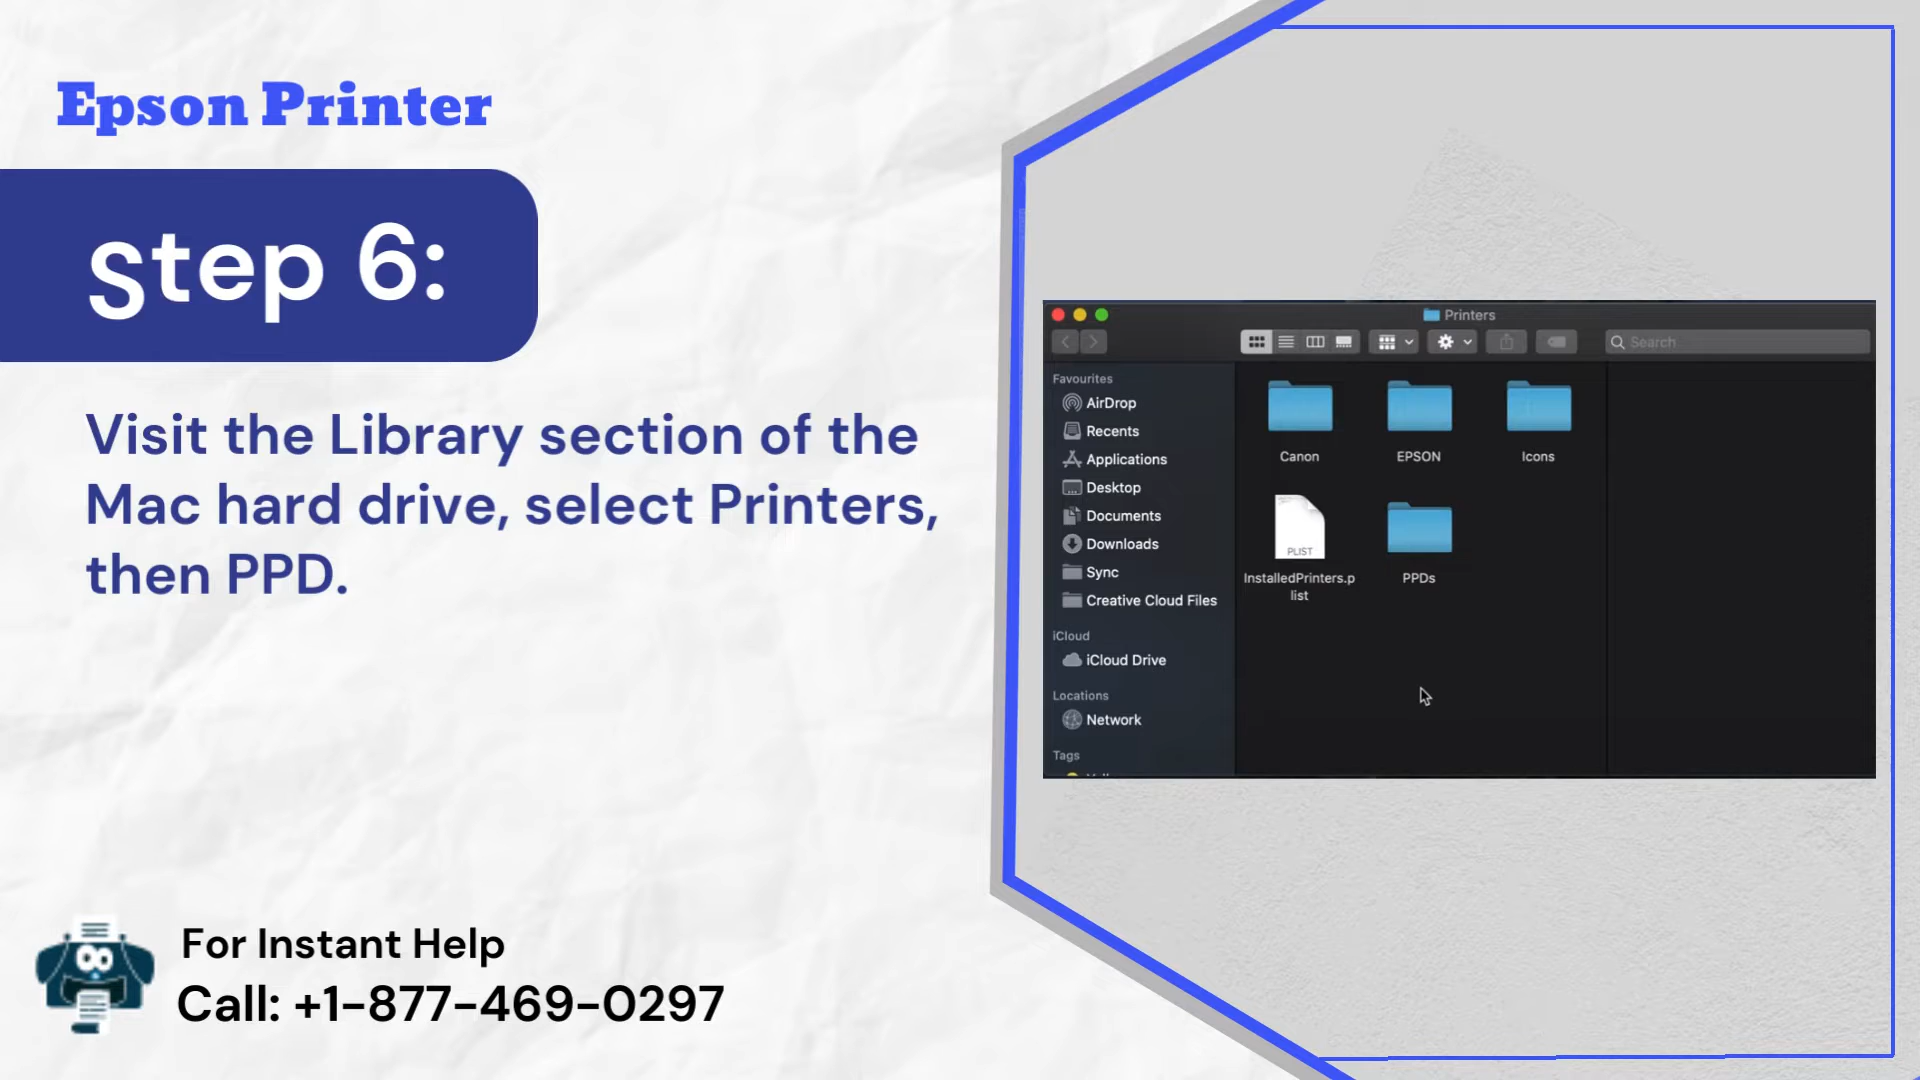 Epson Printer
Step 6:
Visit the Library section of the
Mac hard drive, select Printers,
then PPD.
For Instant Help
Call: +1-877-469-0297
Printers
Search
Favourites
AirDrop
Recents
Applications
Desktop
Documents
Downloads
Sync
Creative Cloud Files
iCloud
iCloud Drive
Locations
Network
Tags
Canon
EPSON
Icons
PLIST
InstalledPrinters.p
list
PPDs